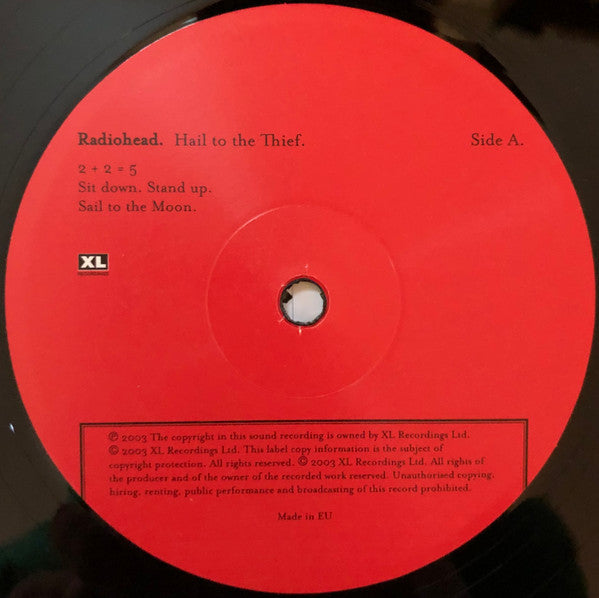 Radiohead. Hail to the Thief. Side A.
2 + 2 = 5
Sit down. Stand up.
Sail to the Moon.
XL
RECORDINGS
℗ 2003 The copyright in this sound recording is owned by XL Recordings Ltd.
© 2003 XL Recordings Ltd. This label copy information is the subject of
copyright protection. All rights reserved. © 2003 XL Recordings Ltd. All rights of
the producer and of the owner of the recorded work reserved. Unauthorised copying,
hiring, renting, public performance and broadcasting of this record prohibited.
Made in EU